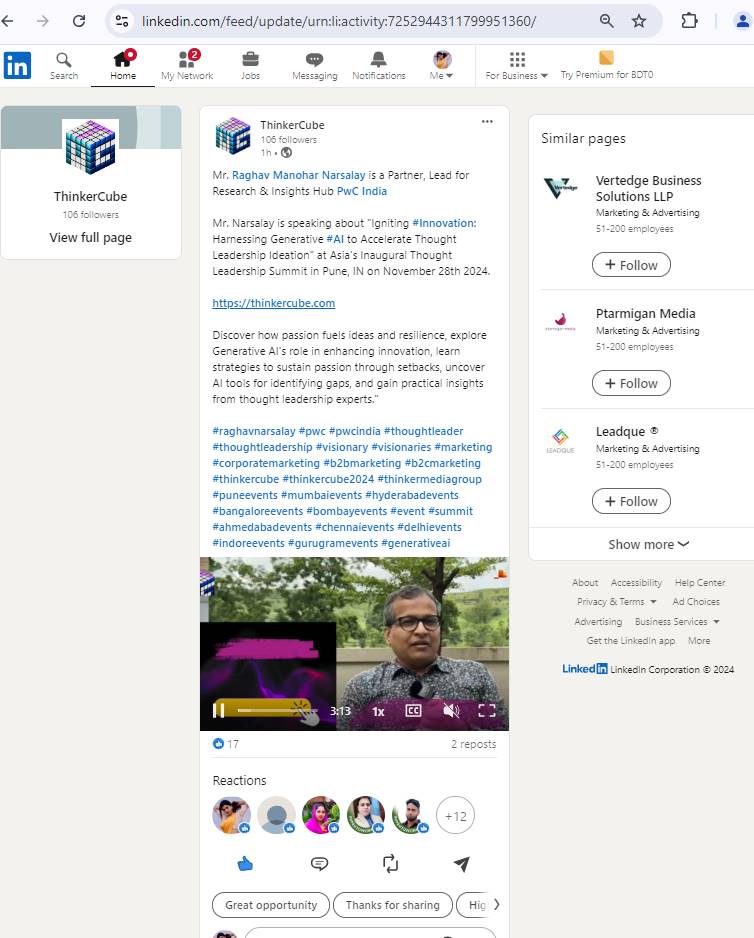 linkedin.com/feed/update/urn:li:activity:7252944311799951360/
in
Search
Home
2
My Network
Jobs
Messaging
Notifications
Me
For Business
Try Premium for BDT0
ThinkerCube
106 followers
View full page
ThinkerCube
106 followers
1h •
Mr. Raghav Manohar Narsalay is a Partner, Lead for
Research & Insights Hub PwC India
Mr. Narsalay is speaking about "Igniting #Innovation:
Harnessing Generative #AI to Accelerate Thought
Leadership Ideation" at Asia's Inaugural Thought
Leadership Summit in Pune, IN on November 28th 2024.
https://thinkercube.com
Discover how passion fuels ideas and resilience, explore
Generative AI's role in enhancing innovation, learn
strategies to sustain passion through setbacks, uncover
AI tools for identifying gaps, and gain practical insights
from thought leadership experts."
#raghavnarsalay #pwc #pwcindia #thoughtleader
#thoughtleadership #visionary #visionaries #marketing
#corporatemarketing #b2bmarketing #b2cmarketing
#thinkercube #thinkercube2024 #thinkermediagroup
#puneevents #mumbaievents #hyderabadevents
#bangaloreevents #bombayevents #event #summit
#ahmedabadevents #chennaievents #delhievents
#indoreevents #gurugramevents #generativeai
3:13
1x
CC
17
2 reposts
Reactions
+12
Great opportunity
Thanks for sharing
Hig
Similar pages
Vertedge
Vertedge Business
Solutions LLP
Marketing & Advertising
51-200 employees
+ Follow
Ptarmigan Media
Marketing & Advertising
51-200 employees
+ Follow
LEADQUE
Leadque ®
Marketing & Advertising
51-200 employees
+ Follow
Show more
About Accessibility Help Center
Privacy & Terms Ad Choices
Advertising Business Services
Get the LinkedIn app More
LinkedIn LinkedIn Corporation © 2024